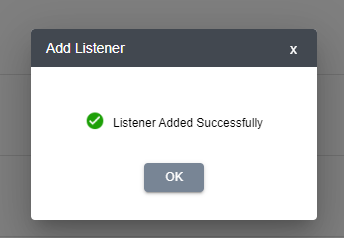 Add Listener x
Listener Added Successfully
OK